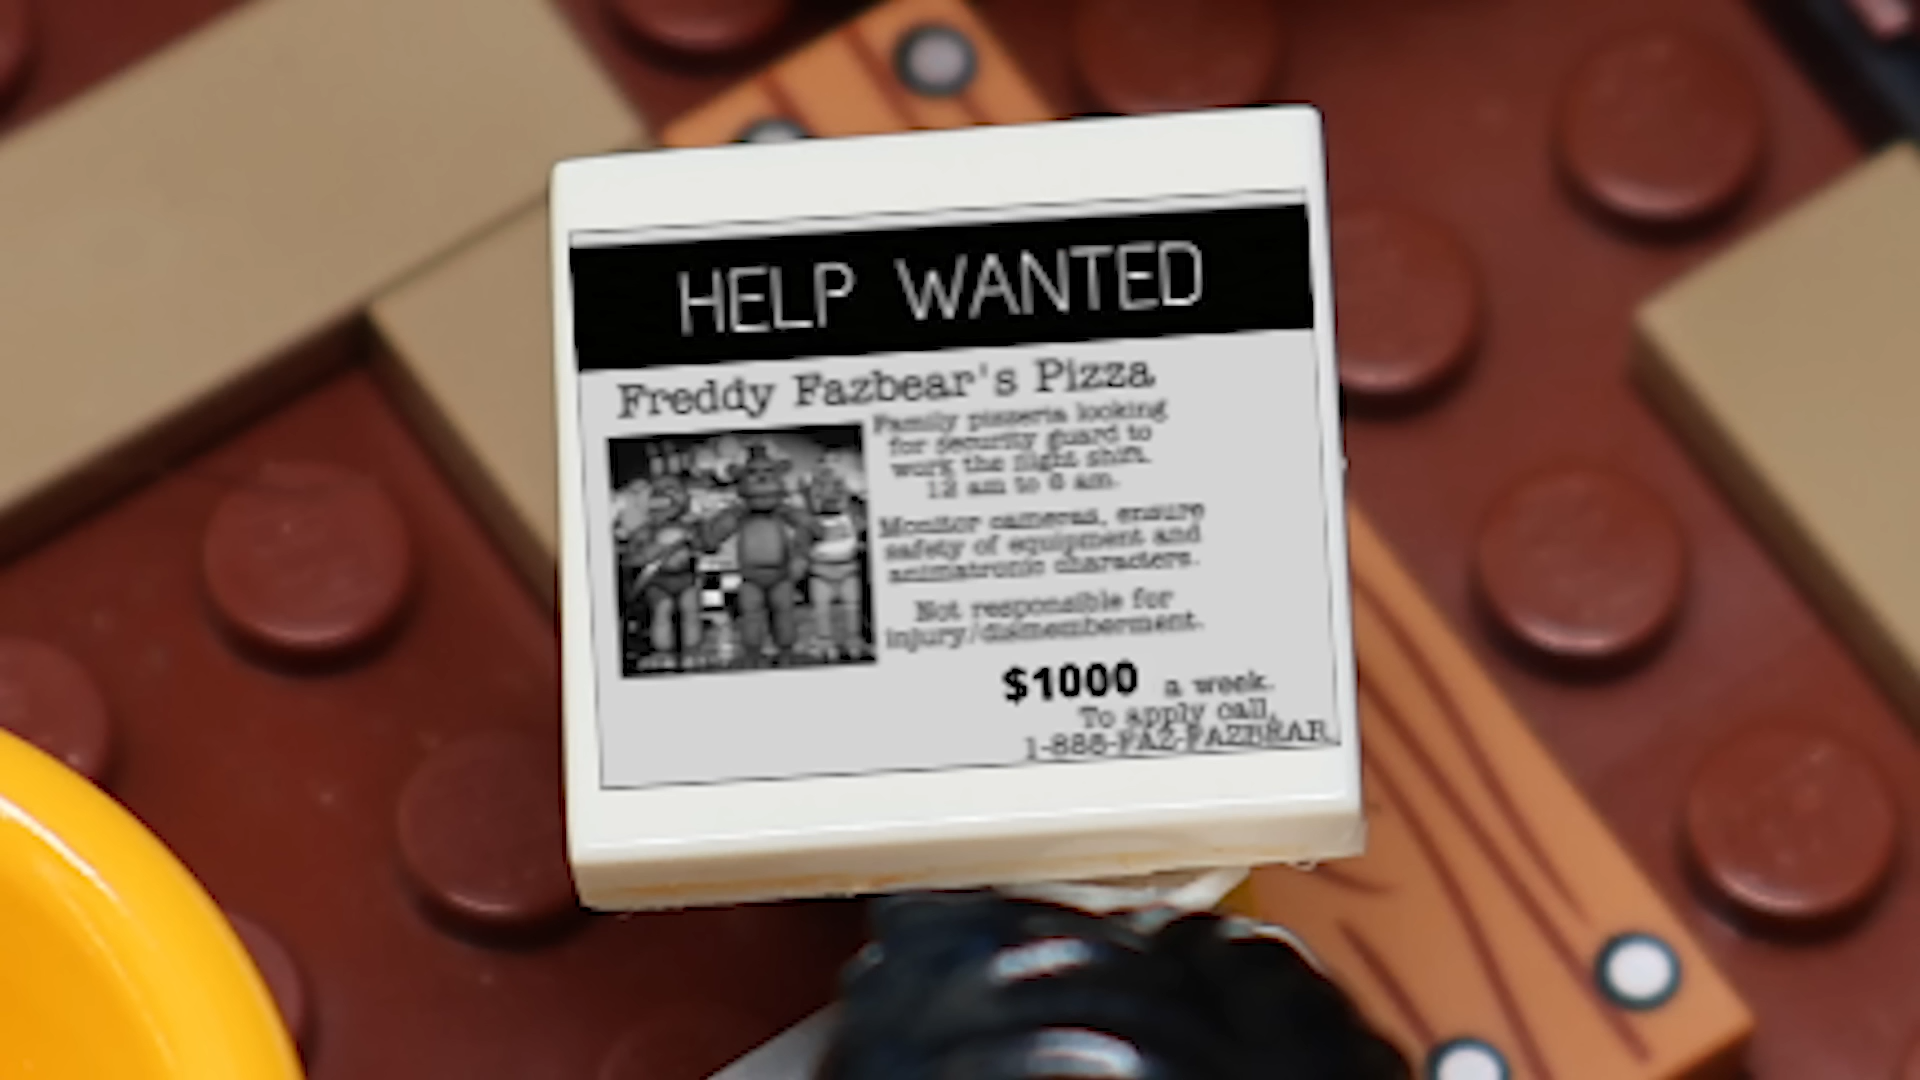 HELP WANTED
Freddy Fazbear's Pizza
Family pizzeria looking
for security guard to
work the night shift.
12 am to 6 am.
Monitor cameras, ensure
safety of equipment and
animatronic characters.
Not responsible for
injury/dismemberment.
$1000 a week.
To apply call,
1-888-FAZ-FAZBEAR